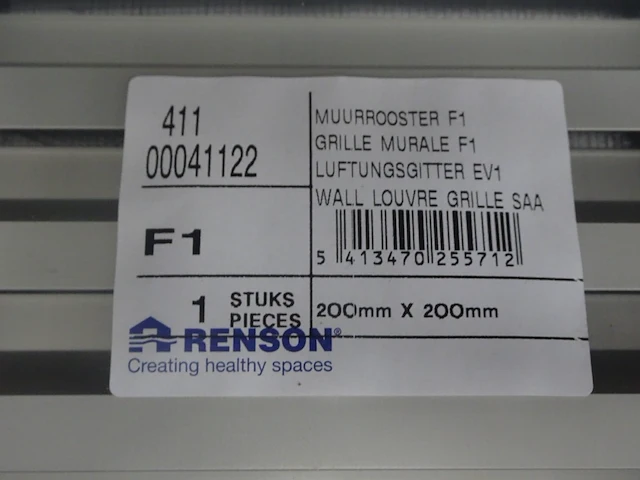 411
00041122
F1
MUURROOSTER F1
GRILLE MURALE F1
LUFTUNGSGITTER EV1
WALL LOUVRE GRILLE SAA
5 413470 255712
1 STUKS
PIECES
200mm X 200mm
RENSON®
Creating healthy spaces